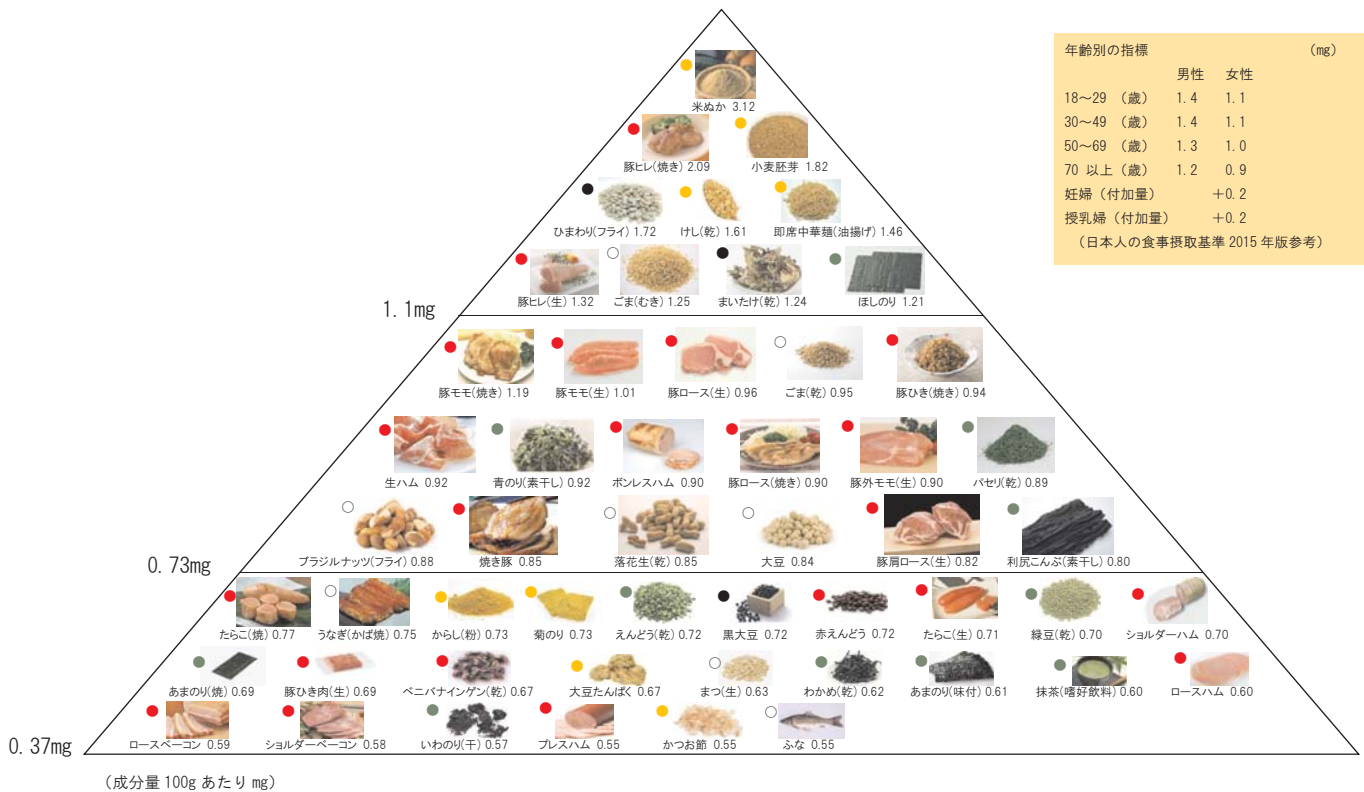 年齢別の指標 (mg)
男性 女性
18～29 (歳) 1.4 1.1
30～49 (歳) 1.4 1.1
50～69 (歳) 1.3 1.0
70 以上(歳) 1.2 0.9
妊婦(付加量) +0.2
授乳婦(付加量) +0.2
(日本人の食事摂取基準 2015 年版参考)
米ぬか 3.12
豚ヒレ(焼き) 2.09 小麦胚芽 1.82
ひまわり(フライ) 1.72 けし(乾) 1.61 即席中華麺(油揚げ) 1.46
豚ヒレ(生) 1.32 ごま(むき) 1.25 まいたけ(乾) 1.24 ほしのり 1.21
1.1mg
豚モモ(焼き) 1.19 豚モモ(生) 1.01 豚ロース(生) 0.96 ごま(乾) 0.95 豚ひき(焼き) 0.94
生ハム 0.92 青のり(素干し) 0.92 ボンレスハム 0.90 豚ロース(焼き) 0.90 豚外モモ(生) 0.90 パセリ(乾) 0.89
ブラジルナッツ(フライ) 0.88 焼き豚 0.85 落花生(乾) 0.85 大豆 0.84 豚肩ロース(生) 0.82 利尻こんぶ(素干し) 0.80
0.73mg
たらこ(焼) 0.77 うなぎ(かば焼) 0.75 からし(粉) 0.73 菊のり 0.73 えんどう(乾) 0.72 黒大豆 0.72 赤えんどう 0.72 たらこ(生) 0.71 緑豆(乾) 0.70 ショルダーハム 0.70
あまのり(焼) 0.69 豚ひき肉(生) 0.69 ベニバナインゲン(乾) 0.67 大豆たんぱく 0.67 まつ(生) 0.63 わかめ(乾) 0.62 あまのり(味付) 0.61 抹茶(嗜好飲料) 0.60 ロースハム 0.60
ロースベーコン 0.59 ショルダーベーコン 0.58 いわのり(干) 0.57 プレスハム 0.55 かつお節 0.55 ふな 0.55
0.37mg
(成分量 100g あたり mg)